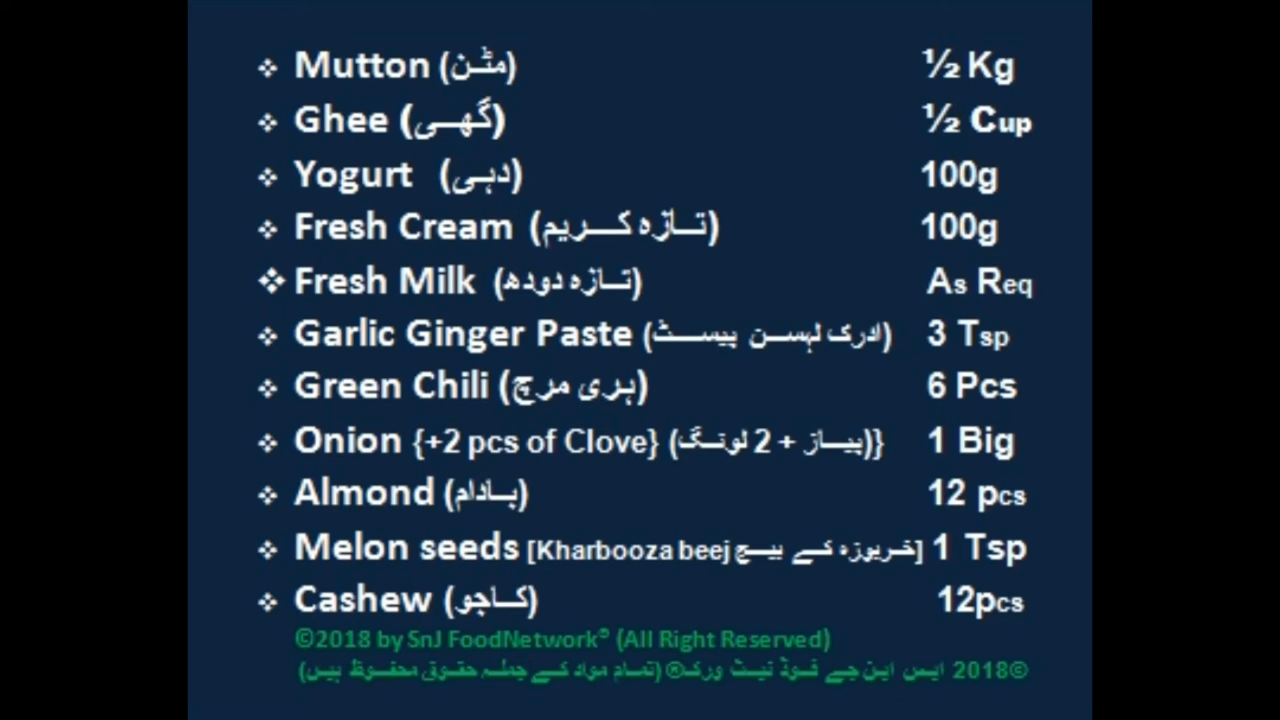 ❖ Mutton (مٹن) ½ Kg
❖ Ghee (گھی) ½ Cup
❖ Yogurt (دہی) 100g
❖ Fresh Cream (تازہ کریم) 100g
❖ Fresh Milk (تازہ دودھ) As Req
❖ Garlic Ginger Paste (ادرک لہسن پیسٹ) 3 Tsp
❖ Green Chili (ہری مرچ) 6 Pcs
❖ Onion {+2 pcs of Clove} (پیاز + 2 لونگ)} 1 Big
❖ Almond (بادام) 12 pcs
❖ Melon seeds [Kharbooza beej خربوزہ کے بیج] 1 Tsp
❖ Cashew (کاجو) 12pcs
©2018 by SnJ FoodNetwork® (All Right Reserved)
©2018 ایس این جے فوڈ نیٹ ورک® (تمام مواد کے جملہ حقوق محفوظ ہیں)